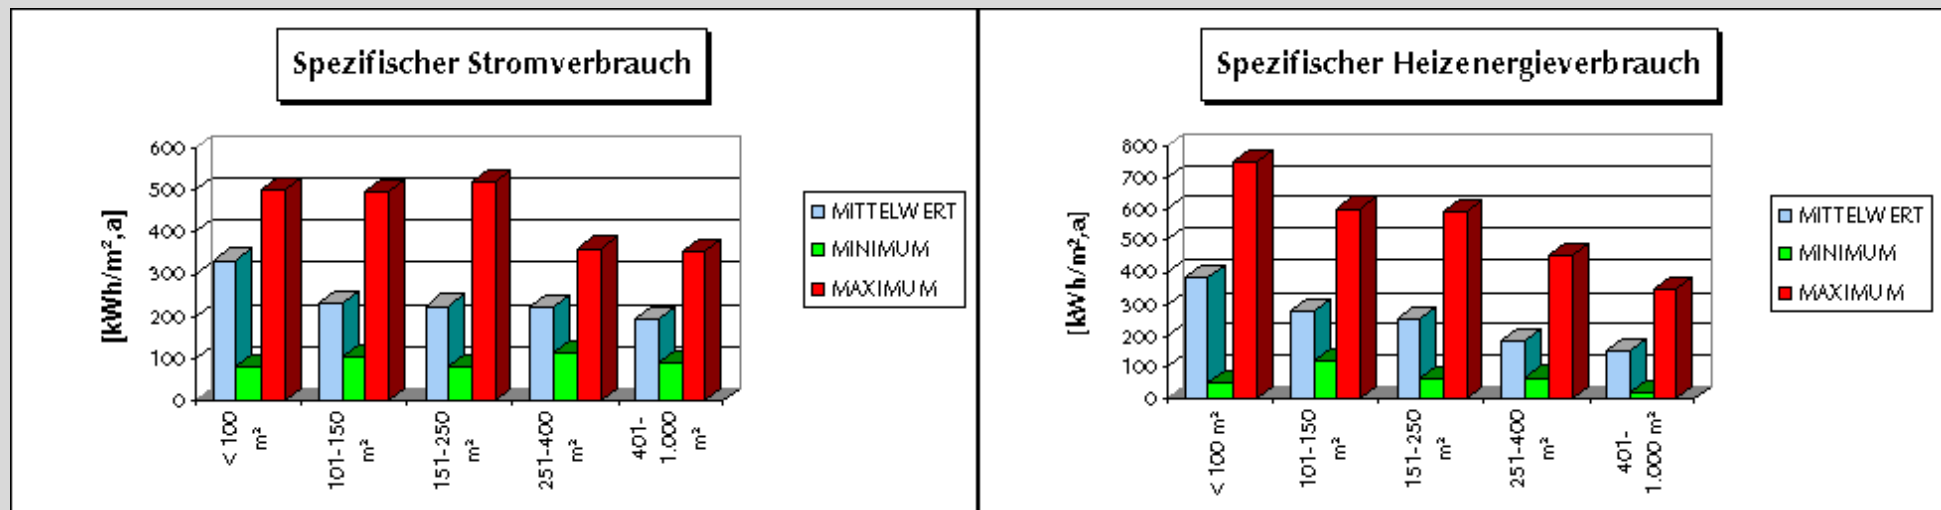 Spezifischer Stromverbrauch
600
500
400
300
200
100
0
[kWh/m²,a]
< 100
m²
101-150
m²
151-250
m²
251-400
m²
401-
1.000
m²
MITTELWERT
MINIMUM
MAXIMUM
Spezifischer Heizenergieverbrauch
800
700
600
500
400
300
200
100
0
[kWh/m²,a]
< 100 m²
101-150
m²
151-250
m²
251-400
m²
401-
1.000 m²
MITTELWERT
MINIMUM
MAXIMUM